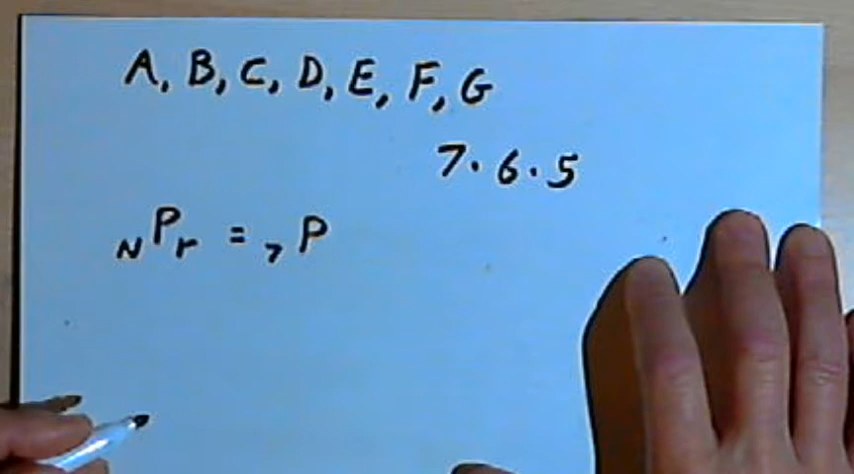 A, B, C, D, E, F, G
7·6·5
NPr = 7P